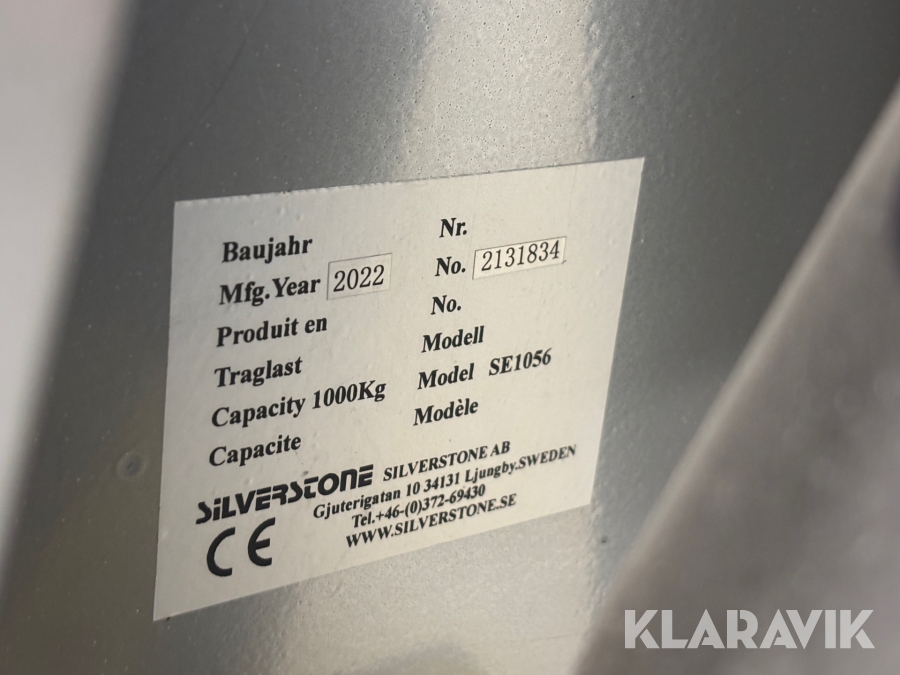 Baujahr
Mfg.Year 2022
Produit en
Traglast
Capacity 1000Kg
Capacite
Nr.
No. 2131834
No.
Modell
Model SE1056
Modèle
SILVERSTONE SILVERSTONE AB
Gjuterigatan 10 34131 Ljungby.SWEDEN
Tel.+46-(0)372-69430
WWW.SILVERSTONE.SE
CE
KLARAVIK